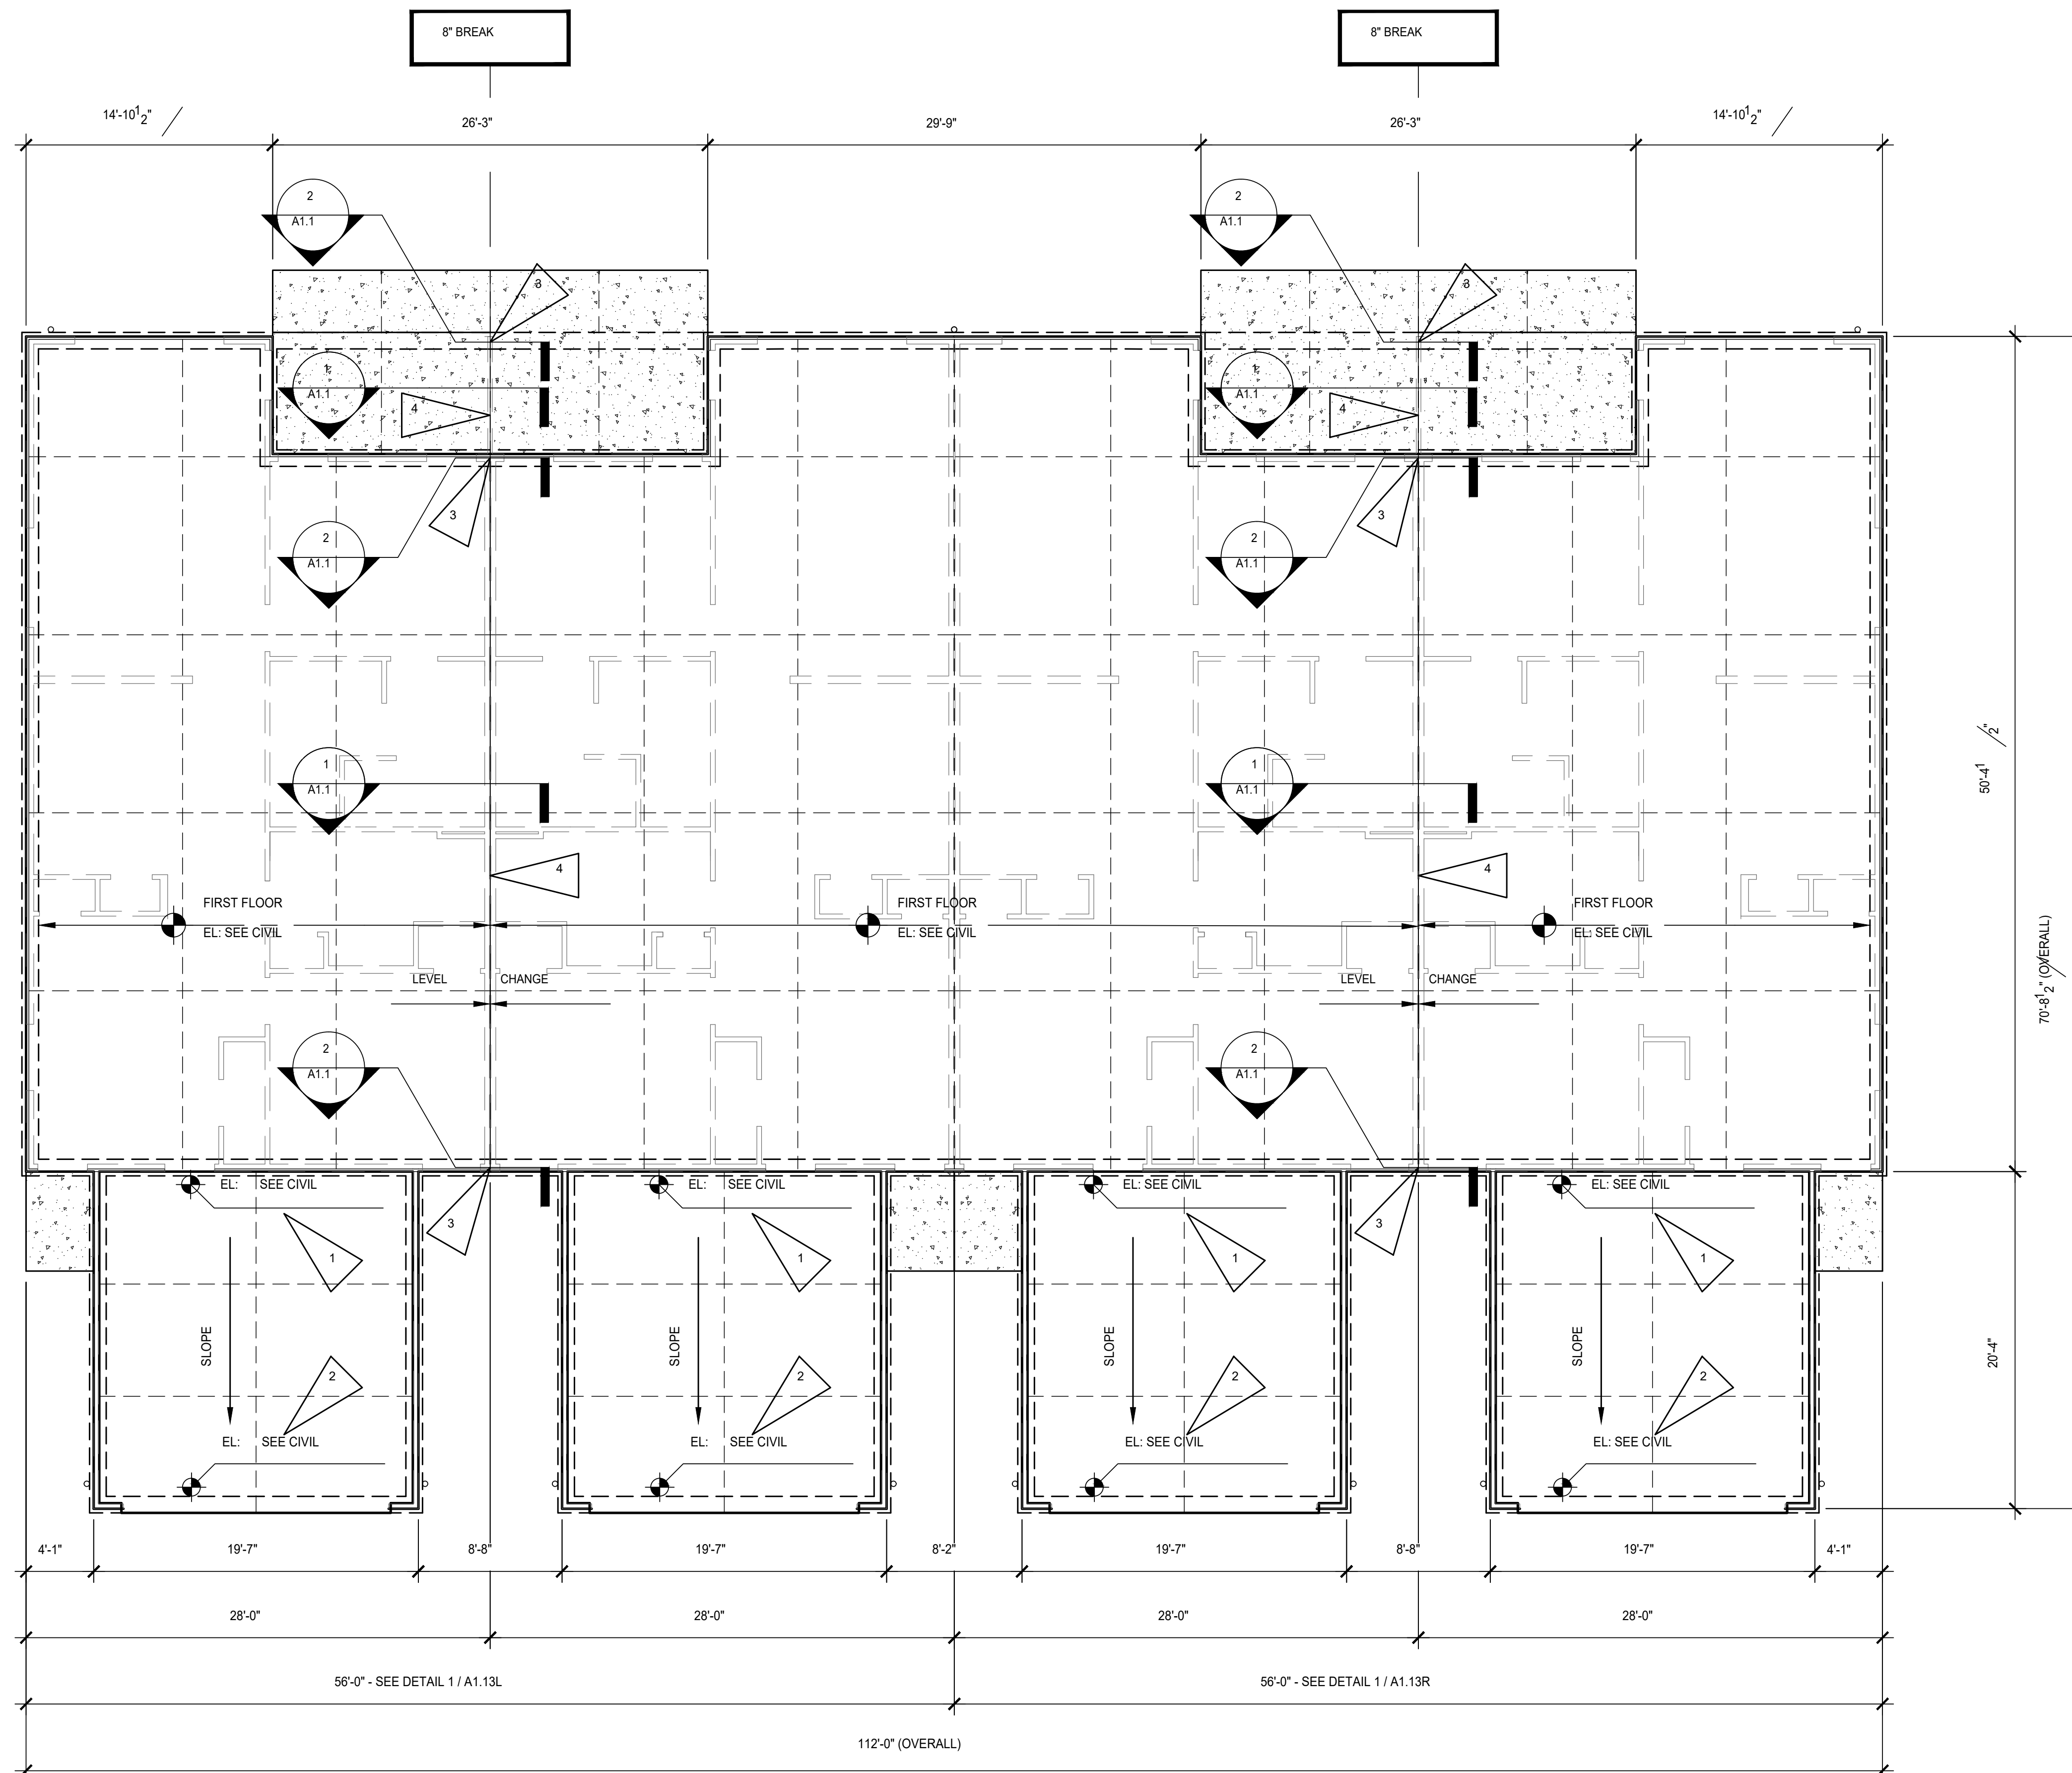 8" BREAK
8" BREAK
14'-10 1/2"
26'-3"
29'-9"
26'-3"
14'-10 1/2"
2
A1.1
2
A1.1
3
3
1
A1.1
4
1
A1.1
4
3
3
2
A1.1
2
A1.1
50'-4 1/2"
1
A1.1
1
A1.1
4
4
FIRST FLOOR
EL: SEE CIVIL
FIRST FLOOR
EL: SEE CIVIL
FIRST FLOOR
EL: SEE CIVIL
70'-8 1/2" (OVERALL)
LEVEL CHANGE
LEVEL CHANGE
2
A1.1
2
A1.1
EL: SEE CIVIL
EL: SEE CIVIL
EL: SEE CIVIL
EL: SEE CIVIL
3
3
1
1
1
1
SLOPE
SLOPE
SLOPE
SLOPE
20'-4"
2
2
2
2
EL: SEE CIVIL
EL: SEE CIVIL
EL: SEE CIVIL
EL: SEE CIVIL
4'-1"
19'-7"
8'-8"
19'-7"
8'-2"
19'-7"
8'-8"
19'-7"
4'-1"
28'-0"
28'-0"
28'-0"
28'-0"
56'-0" - SEE DETAIL 1 / A1.13L
56'-0" - SEE DETAIL 1 / A1.13R
112'-0" (OVERALL)